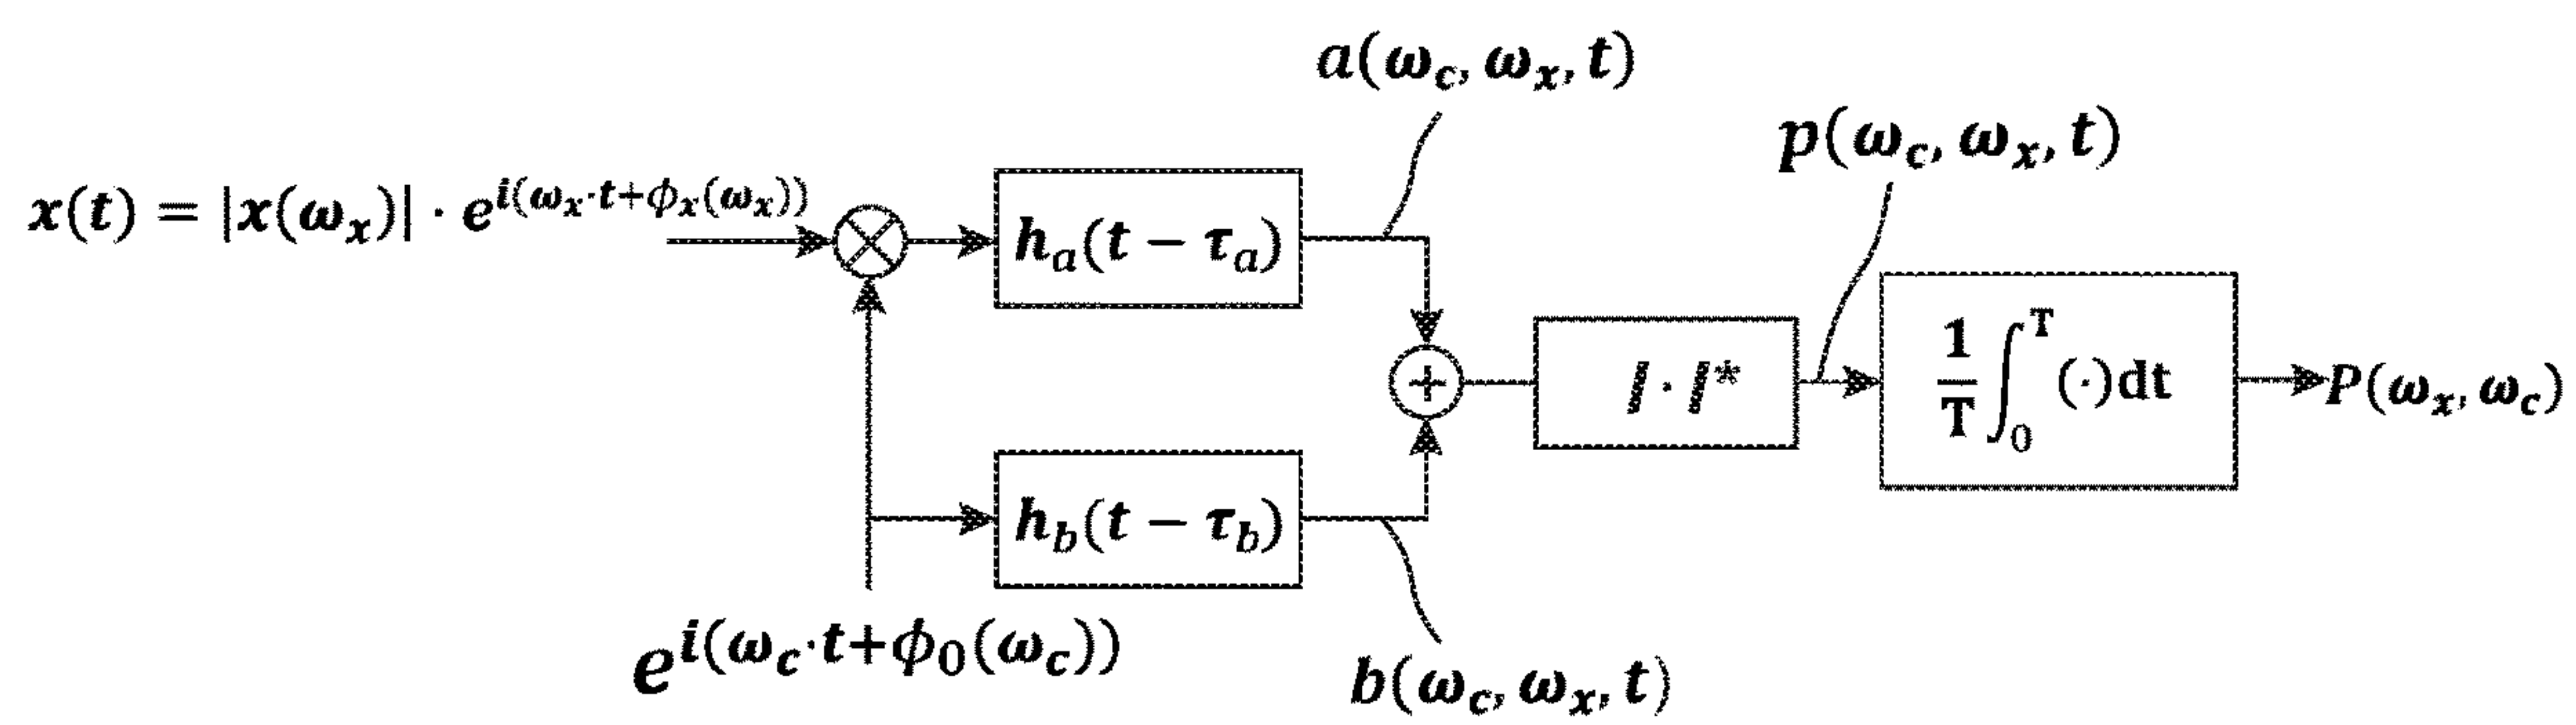 a(ω_c, ω_x, t)
p(ω_c, ω_x, t)
x(t) = |x(ω_x)| · e^{i(ω_x·t+ϕ_x(ω_x))}
h_a(t − τ_a)
|·|*
1/T ∫_0^T (·)dt
P(ω_x, ω_c)
h_b(t − τ_b)
e^{i(ω_c·t+ϕ_0(ω_c))}
b(ω_c, ω_x, t)